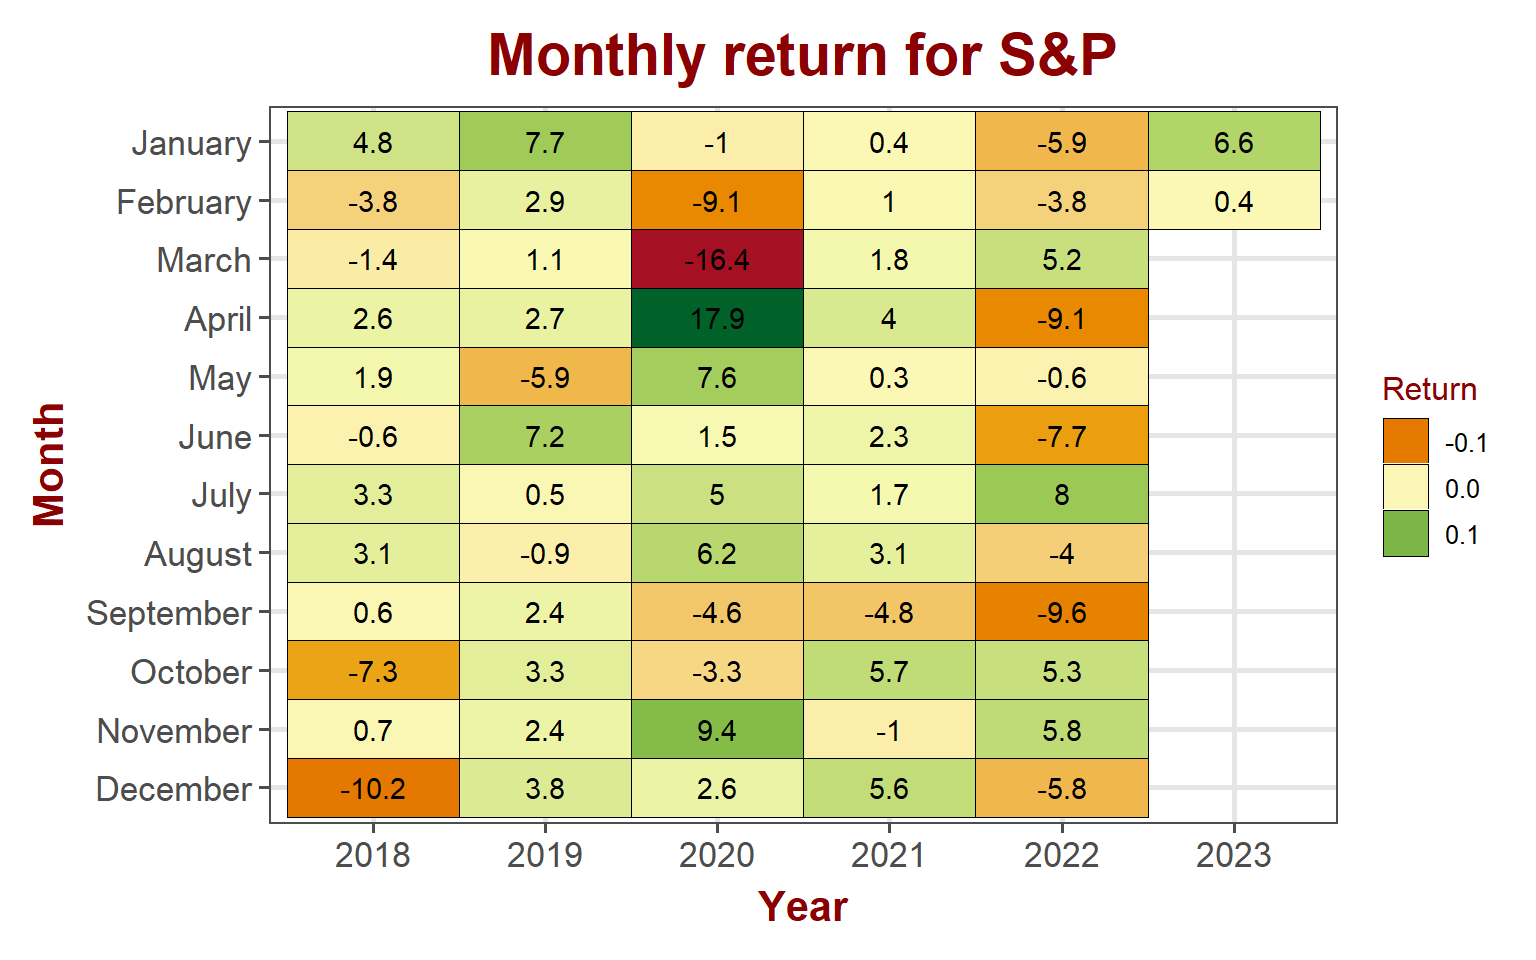 Monthly return for S&P
January 4.8 7.7 -1 0.4 -5.9 6.6
February -3.8 2.9 -9.1 1 -3.8 0.4
March -1.4 1.1 -16.4 1.8 5.2
April 2.6 2.7 17.9 4 -9.1
May 1.9 -5.9 7.6 0.3 -0.6
June -0.6 7.2 1.5 2.3 -7.7
July 3.3 0.5 5 1.7 8
August 3.1 -0.9 6.2 3.1 -4
September 0.6 2.4 -4.6 -4.8 -9.6
October -7.3 3.3 -3.3 5.7 5.3
November 0.7 2.4 9.4 -1 5.8
December -10.2 3.8 2.6 5.6 -5.8
2018 2019 2020 2021 2022 2023
Year
Month
Return
-0.1
0.0
0.1